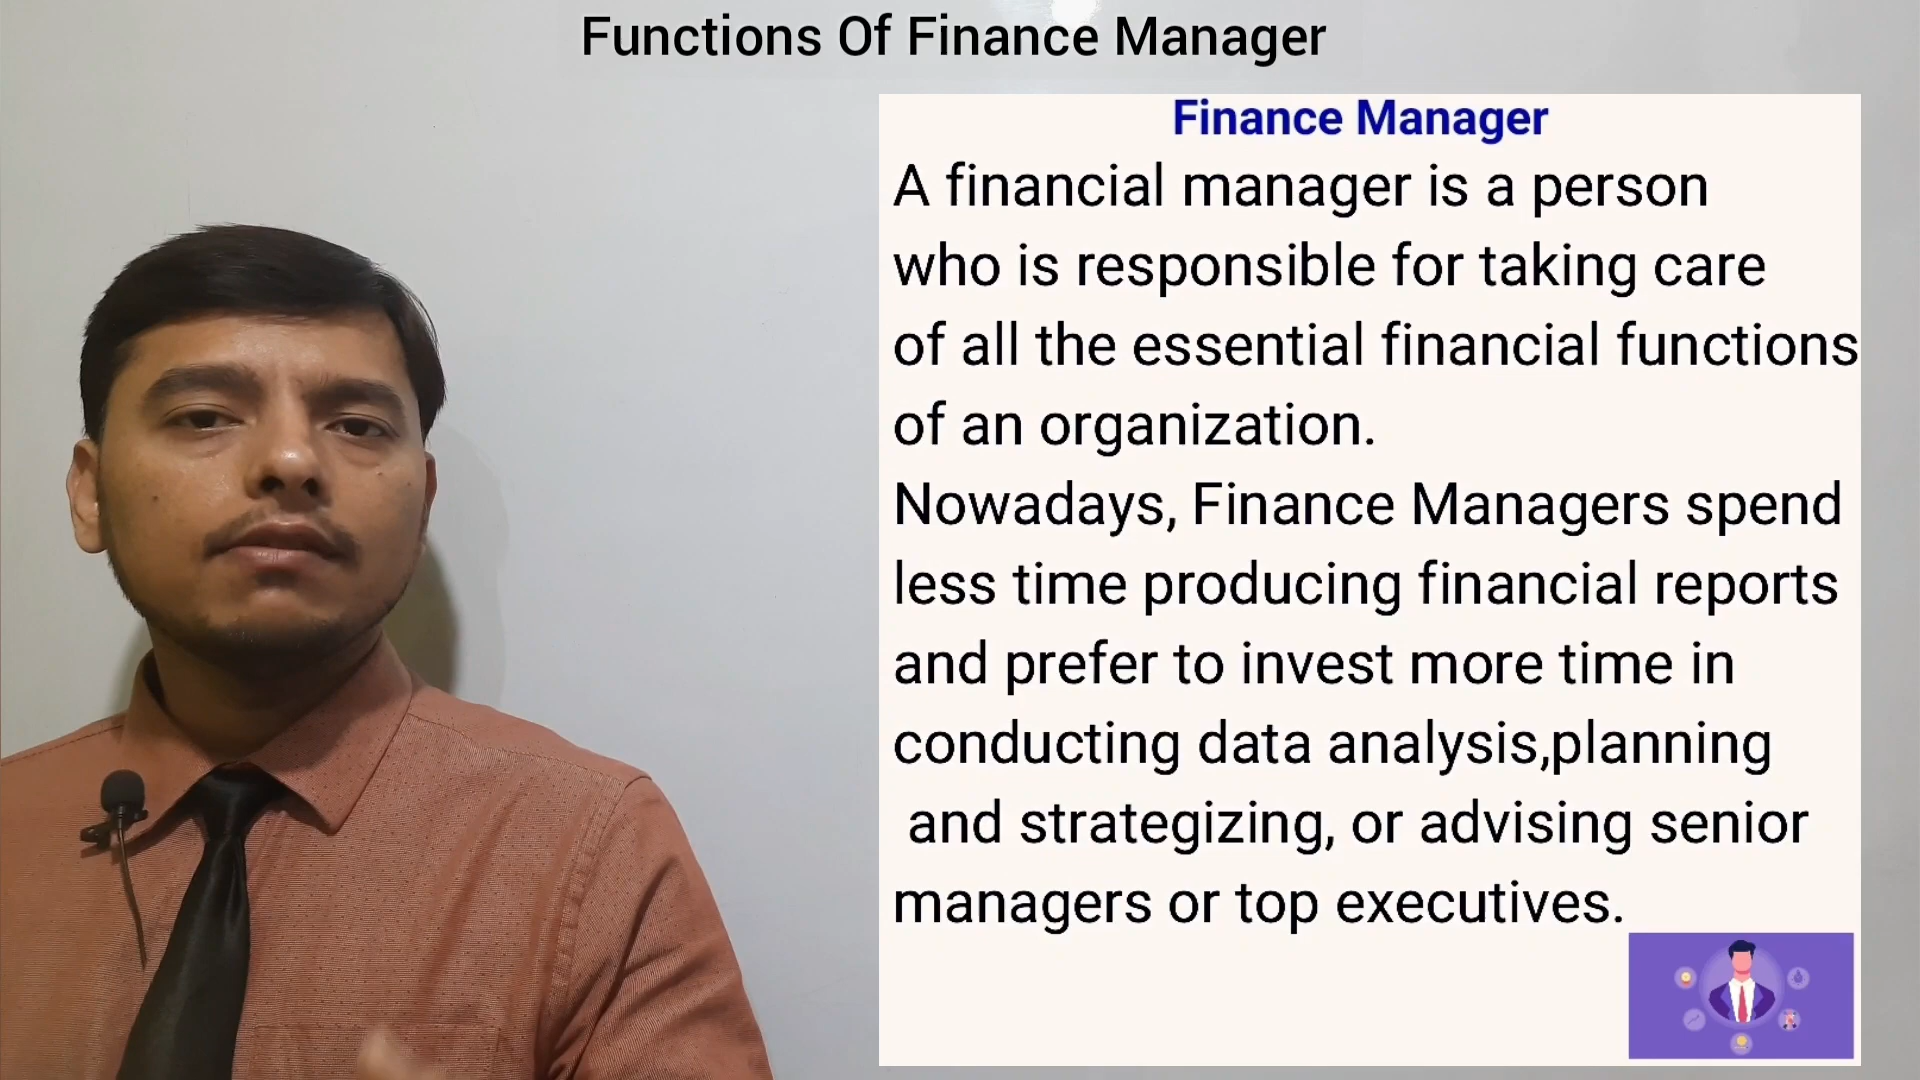 Functions Of Finance Manager
Finance Manager
A financial manager is a person
who is responsible for taking care
of all the essential financial functions
of an organization.
Nowadays, Finance Managers spend
less time producing financial reports
and prefer to invest more time in
conducting data analysis,planning
and strategizing, or advising senior
managers or top executives.